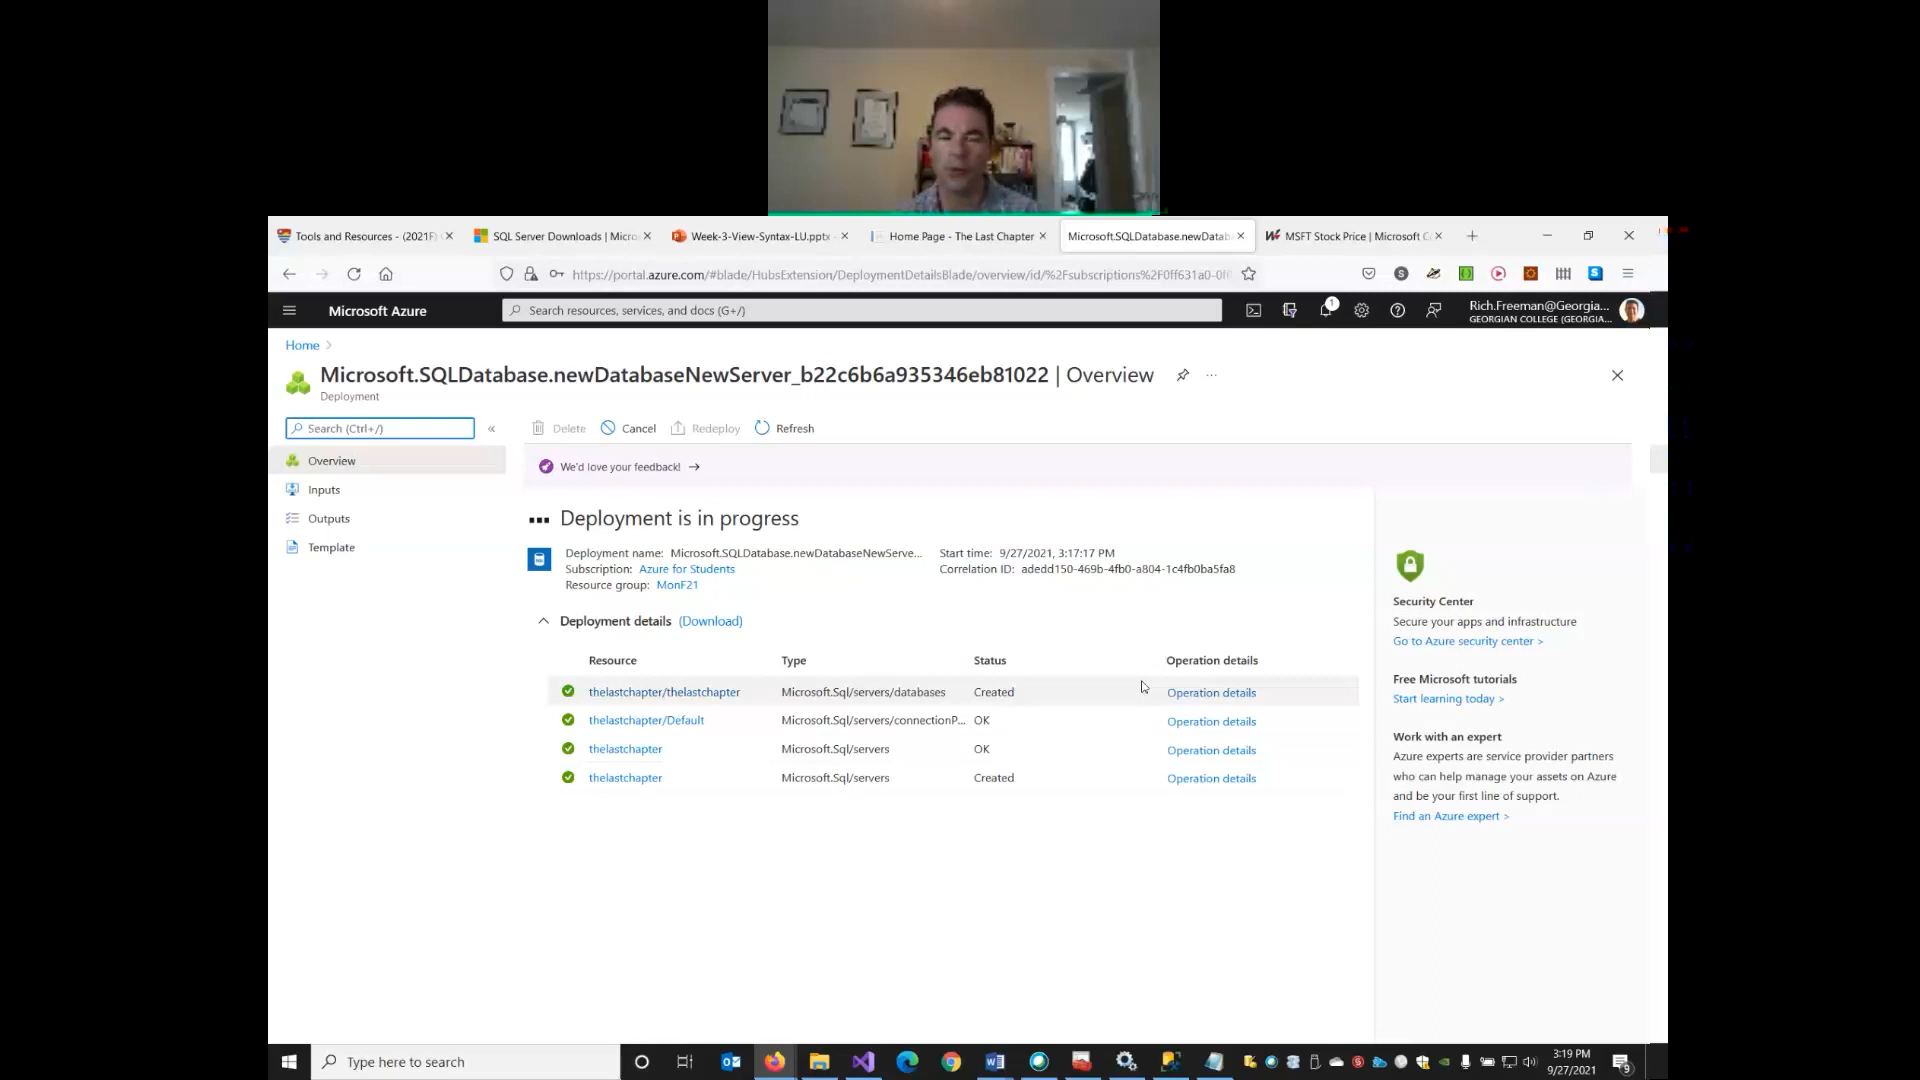 Tools and Resources - (2021F)
SQL Server Downloads | Micro
Week-3-View-Syntax-LU.pptx
Home Page - The Last Chapter
Microsoft.SQLDatabase.newDatab
MSFT Stock Price | Microsoft C
https://portal.azure.com/#blade/HubsExtension/DeploymentDetailsBlade/overview/id/%2Fsubscriptions%2F0ff631a0-0f
Microsoft Azure
Search resources, services, and docs (G+/)
1
Rich.Freeman@Georgia...
GEORGIAN COLLEGE (GEORGIA...
Home >
Microsoft.SQLDatabase.newDatabaseNewServer_b22c6b6a935346eb81022 | Overview
Deployment
Search (Ctrl+/)
Delete Cancel Redeploy Refresh
We'd love your feedback!
Overview
Inputs
Outputs
Template
Deployment is in progress
Deployment name: Microsoft.SQLDatabase.newDatabaseNewServe...
Subscription: Azure for Students
Resource group: MonF21
Start time: 9/27/2021, 3:17:17 PM
Correlation ID: adedd150-469b-4fb0-a804-1c4fb0ba5fa8
Deployment details (Download)
Resource Type Status Operation details
thelastchapter/thelastchapter Microsoft.Sql/servers/databases Created Operation details
thelastchapter/Default Microsoft.Sql/servers/connectionP... OK Operation details
thelastchapter Microsoft.Sql/servers OK Operation details
thelastchapter Microsoft.Sql/servers Created Operation details
Security Center
Secure your apps and infrastructure
Go to Azure security center >
Free Microsoft tutorials
Start learning today >
Work with an expert
Azure experts are service provider partners
who can help manage your assets on Azure
and be your first line of support.
Find an Azure expert >
Type here to search
3:19 PM
9/27/2021
9